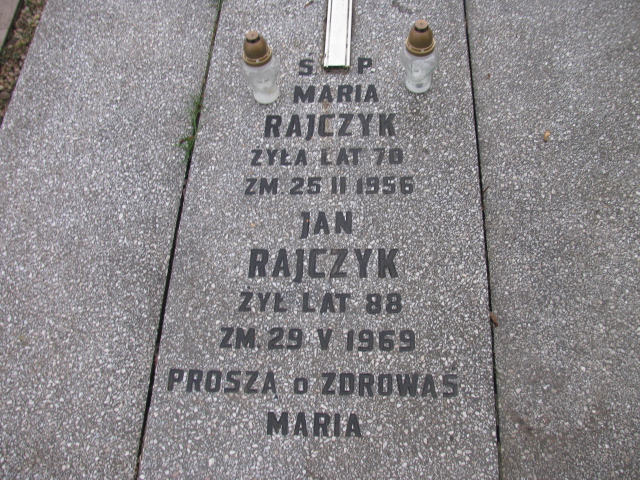 S P
MARIA
RAJCZYK
ŻYŁA LAT 70
ZM 25 II 1956
JAN
RAJCZYK
ŻYŁ LAT 88
ZM 29 V 1969
PROSZĄ o ZDROWAŚ
MARIA